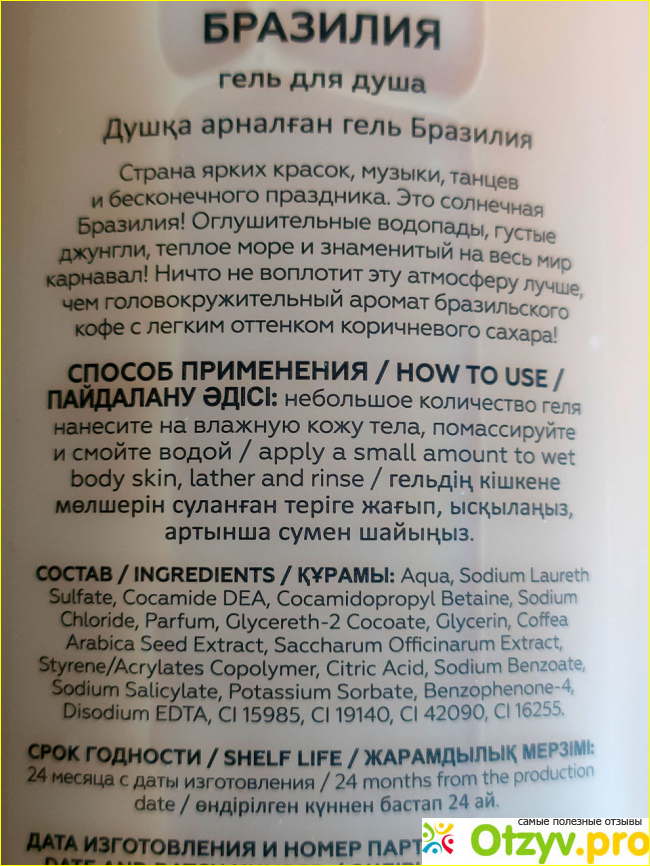 БРАЗИЛИЯ
гель для душа
Душқа арналған гель Бразилия
Страна ярких красок, музыки, танцев
и бесконечного праздника. Это солнечная
Бразилия! Оглушительные водопады, густые
джунгли, теплое море и знаменитый на весь мир
карнавал! Ничто не воплотит эту атмосферу лучше,
чем головокружительный аромат бразильского
кофе с легким оттенком коричневого сахара!
СПОСОБ ПРИМЕНЕНИЯ / HOW TO USE /
ПАЙДАЛАНУ ӘДІСІ: небольшое количество геля
нанесите на влажную кожу тела, помассируйте
и смойте водой / apply a small amount to wet
body skin, lather and rinse / гельдің кішкене
мөлшерін суланған теріге жағып, ысқылаңыз,
артынша сумен шайыңыз.
СОСТАВ / INGREDIENTS / ҚҰРАМЫ: Aqua, Sodium Laureth
Sulfate, Cocamide DEA, Cocamidopropyl Betaine, Sodium
Chloride, Parfum, Glycereth-2 Cocoate, Glycerin, Coffea
Arabica Seed Extract, Saccharum Officinarum Extract,
Styrene/Acrylates Copolymer, Citric Acid, Sodium Benzoate,
Sodium Salicylate, Potassium Sorbate, Benzophenone-4,
Disodium EDTA, CI 15985, CI 19140, CI 42090, CI 16255.
СРОК ГОДНОСТИ / SHELF LIFE / ЖАРАМДЫЛЫҚ МЕРЗІМІ:
24 месяца с даты изготовления / 24 months from the production
date / өндірілген күннен бастап 24 ай.
ДАТА ИЗГОТОВЛЕНИЯ И НОМЕР ПАРТ
самые полезные отзывы
Otzyv.pro